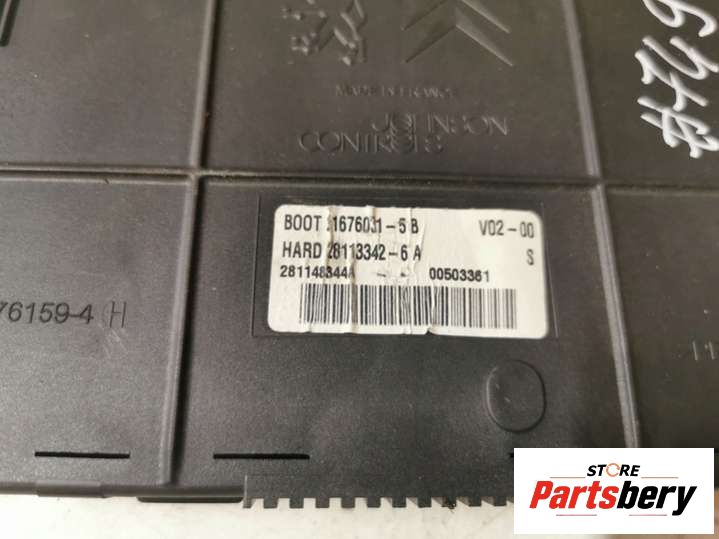 #749
MADE IN FRANCE
JOHNSON
CONTROLS
BOOT 21676031-5 B V02-00
HARD 28113342-6 A S
281148344A 00503361
76159-4 H
STORE
Partsbery